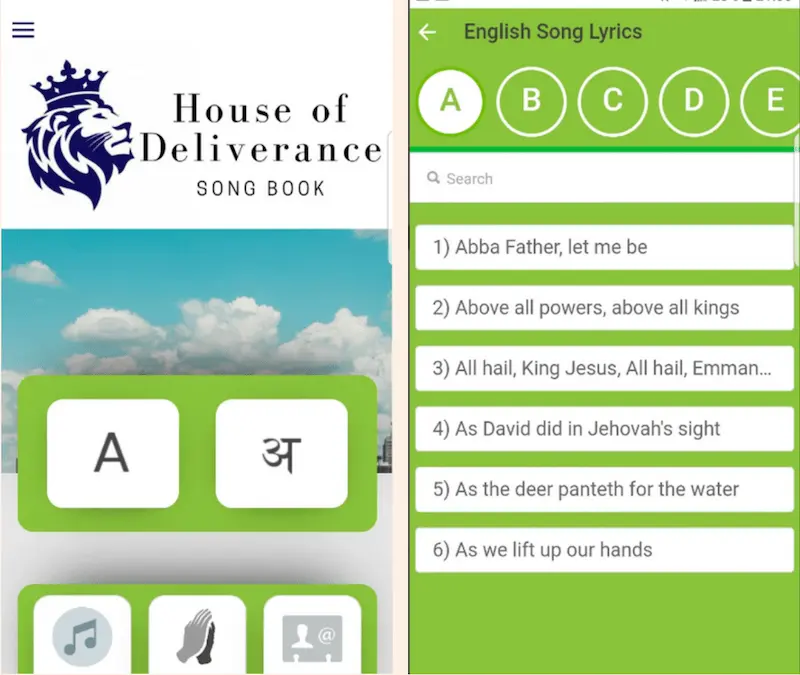 House of
Deliverance
SONG BOOK
A
अ
@
English Song Lyrics
A
B
C
D
E
Search
1) Abba Father, let me be
2) Above all powers, above all kings
3) All hail, King Jesus, All hail, Emman...
4) As David did in Jehovah's sight
5) As the deer panteth for the water
6) As we lift up our hands